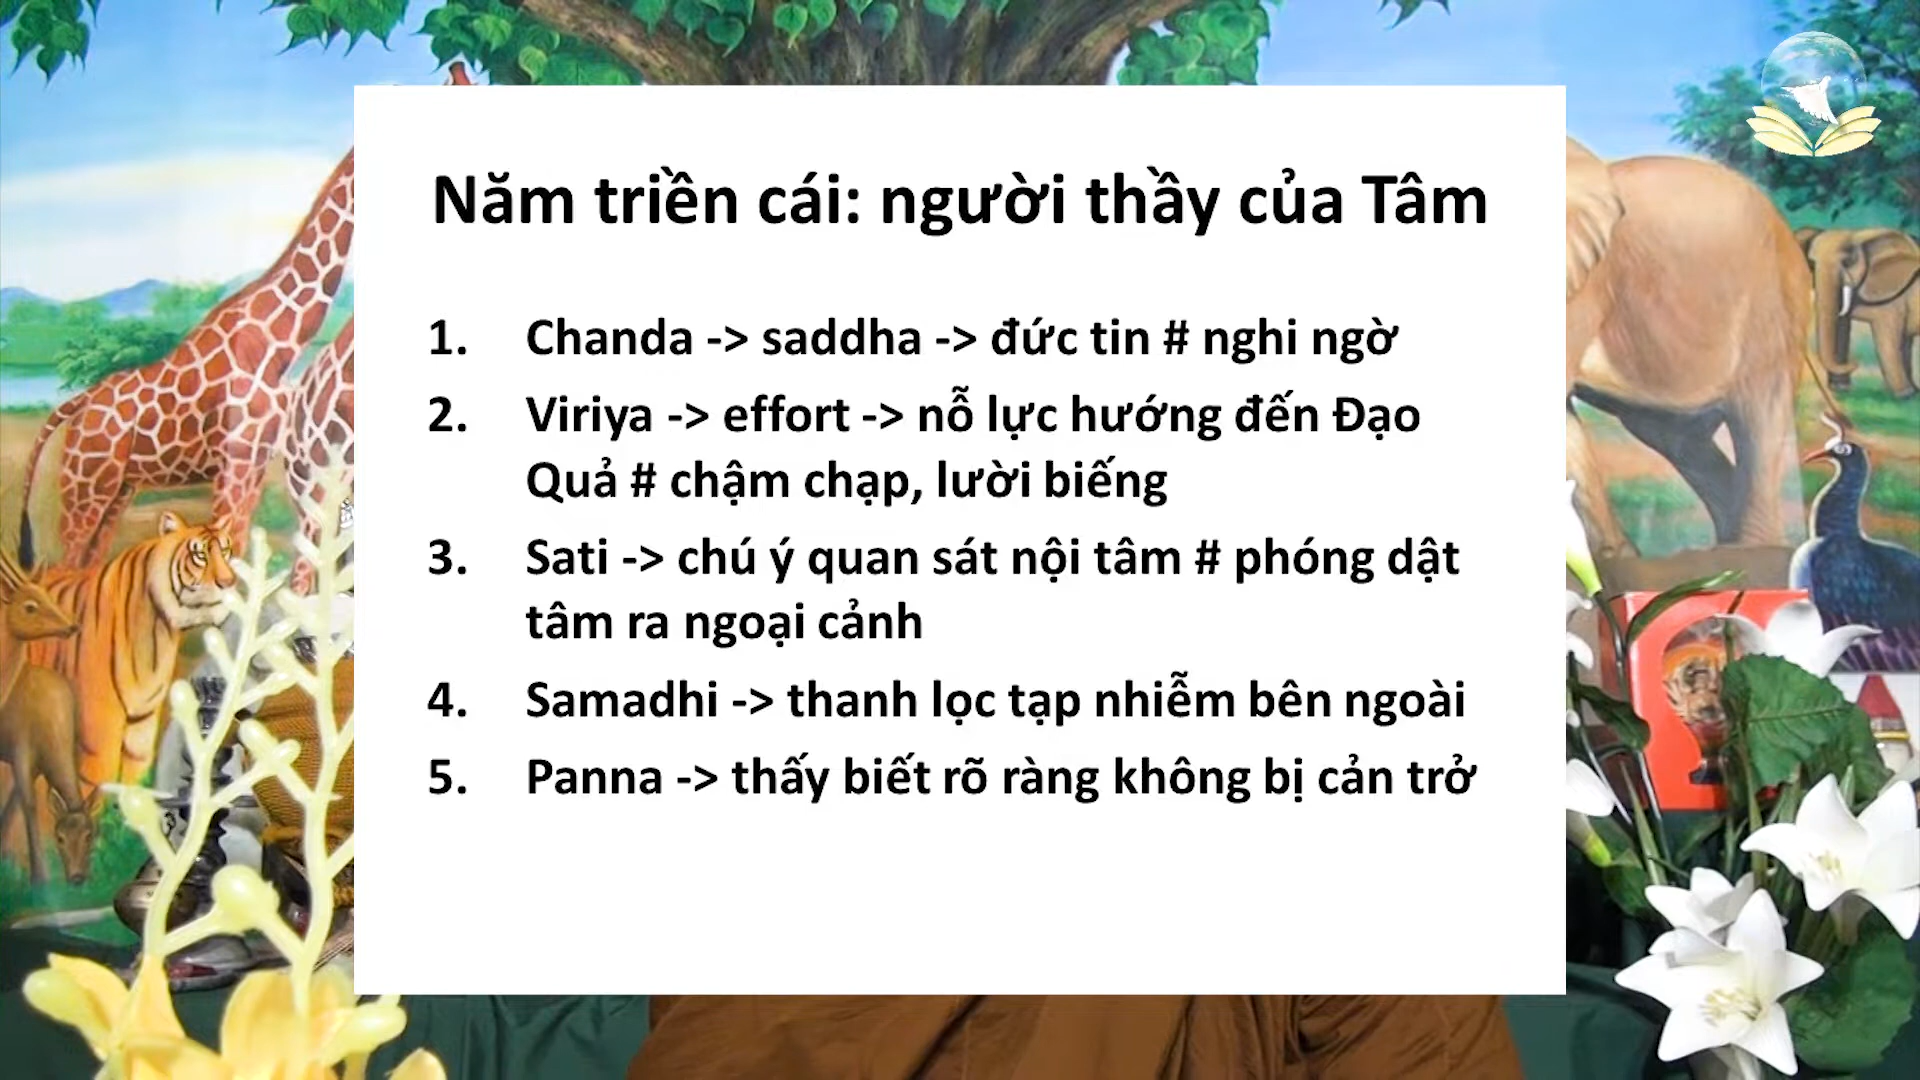 Năm triền cái: người thầy của Tâm
1. Chanda -> saddha -> đức tin # nghi ngờ
2. Viriya -> effort -> nỗ lực hướng đến Đạo
Quả # chậm chạp, lười biếng
3. Sati -> chú ý quan sát nội tâm # phóng dật
tâm ra ngoại cảnh
4. Samadhi -> thanh lọc tạp nhiễm bên ngoài
5. Panna -> thấy biết rõ ràng không bị cản trở